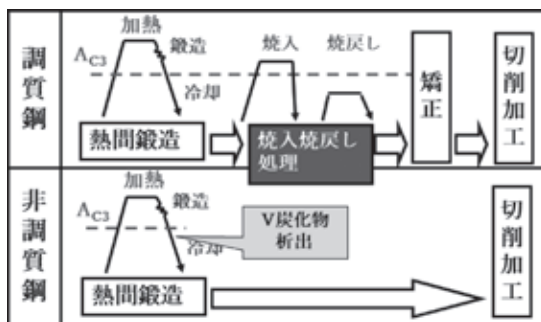 調質鋼
加熱
鍛造
AC3
冷却
熱間鍛造
焼入
焼戻し
焼入焼戻し
処理
矯正
切削加工
非調質鋼
加熱
鍛造
AC3
冷却
V炭化物
析出
熱間鍛造
切削加工